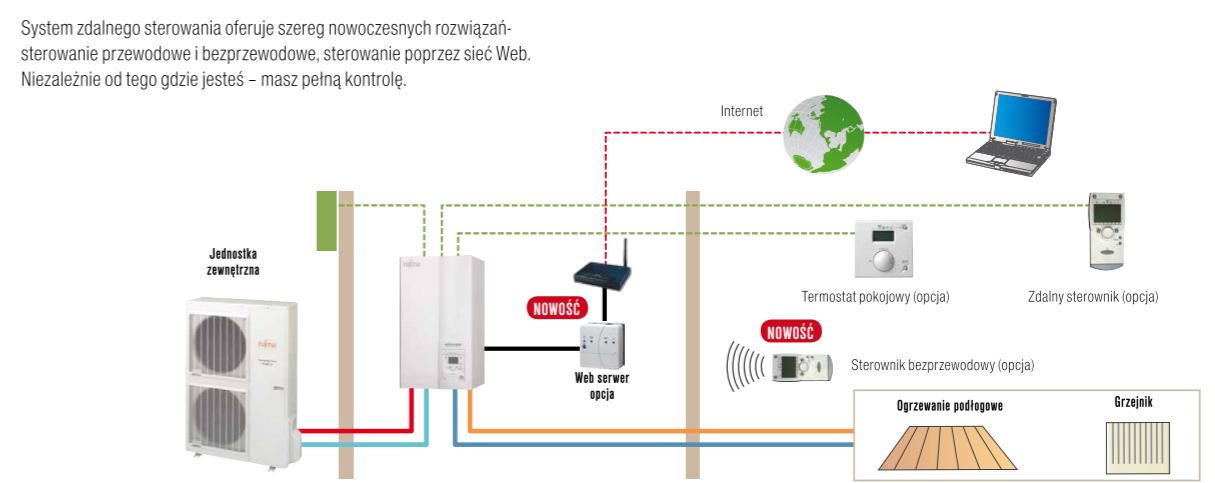 System zdalnego sterowania oferuje szereg nowoczesnych rozwiązań-
sterowanie przewodowe i bezprzewodowe, sterowanie poprzez sieć Web.
Niezależnie od tego gdzie jesteś – masz pełną kontrolę.
Internet
Jednostka
zewnętrzna
FUJITSU
FUJITSU
NOWOŚĆ
Web serwer
opcja
Termostat pokojowy (opcja)
Zdalny sterownik (opcja)
NOWOŚĆ
Sterownik bezprzewodowy (opcja)
Ogrzewanie podłogowe
Grzejnik